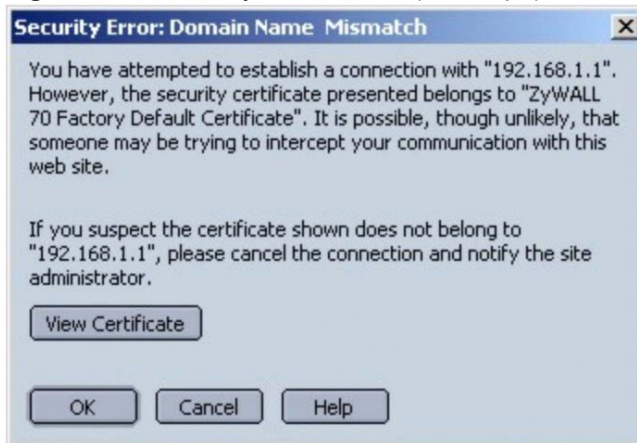 Security Error: Domain Name Mismatch
You have attempted to establish a connection with "192.168.1.1".
However, the security certificate presented belongs to "ZyWALL
70 Factory Default Certificate". It is possible, though unlikely, that
someone may be trying to intercept your communication with this
web site.
If you suspect the certificate shown does not belong to
"192.168.1.1", please cancel the connection and notify the site
administrator.
View Certificate
OK Cancel Help